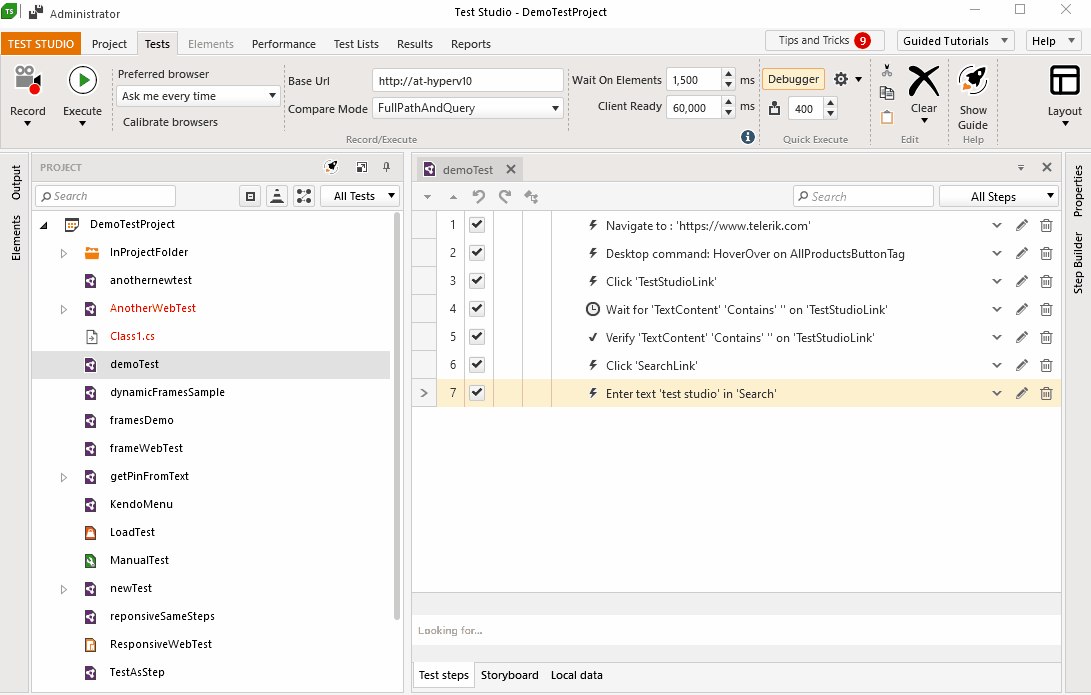 TS Administrator
Test Studio - DemoTestProject
TEST STUDIO Project Tests Elements Performance Test Lists Results Reports
Tips and Tricks 9 Guided Tutorials Help
Record
Execute
Preferred browser
Ask me every time
Calibrate browsers
Base Url http://at-hyperv10
Compare Mode FullPathAndQuery
Record/Execute
Wait On Elements 1,500 ms
Client Ready 60,000 ms
Debugger
400
Quick Execute
Clear
Edit
Show
Guide
Help
Layout
Output
Elements
PROJECT
Search All Tests
DemoTestProject
InProjectFolder
anothernewtest
AnotherWebTest
Class1.cs
demoTest
dynamicFramesSample
framesDemo
frameWebTest
getPinFromText
KendoMenu
LoadTest
ManualTest
newTest
reponsiveSameSteps
ResponsiveWebTest
TestAsStep
demoTest
Search All Steps
1 Navigate to : 'https://www.telerik.com'
2 Desktop command: HoverOver on AllProductsButtonTag
3 Click 'TestStudioLink'
4 Wait for 'TextContent' 'Contains' '' on 'TestStudioLink'
5 Verify 'TextContent' 'Contains' '' on 'TestStudioLink'
6 Click 'SearchLink'
7 Enter text 'test studio' in 'Search'
Looking for...
Test steps Storyboard Local data
Properties
Step Builder